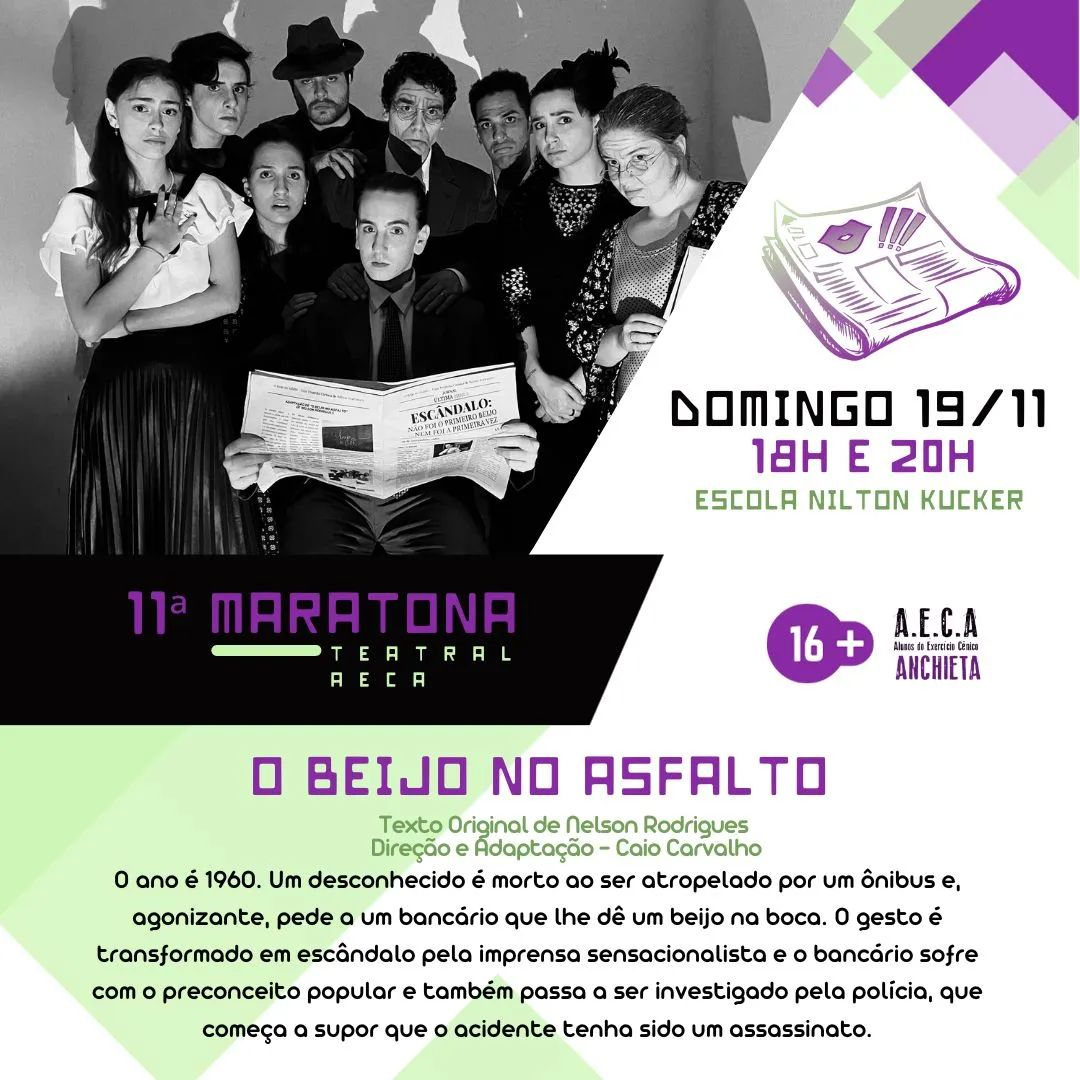 JORNAL
ÚLTIMA
ESCÂNDALO:
NÃO FOI O PRIMEIRO BEIJO
NEM FOI A PRIMEIRA VEZ
!!!
DOMINGO 19/11
18H E 20H
ESCOLA NILTON KUCKER
11ª MARATONA
TEATRAL
AECA
16 +
A.E.C.A
Alunos do Exercício Cênico
ANCHIETA
O BEIJO NO ASFALTO
Texto Original de Nelson Rodrigues
Direção e Adaptação - Caio Carvalho
O ano é 1960. Um desconhecido é morto ao ser atropelado por um ônibus e,
agonizante, pede a um bancário que lhe dê um beijo na boca. O gesto é
transformado em escândalo pela imprensa sensacionalista e o bancário sofre
com o preconceito popular e também passa a ser investigado pela polícia, que
começa a supor que o acidente tenha sido um assassinato.